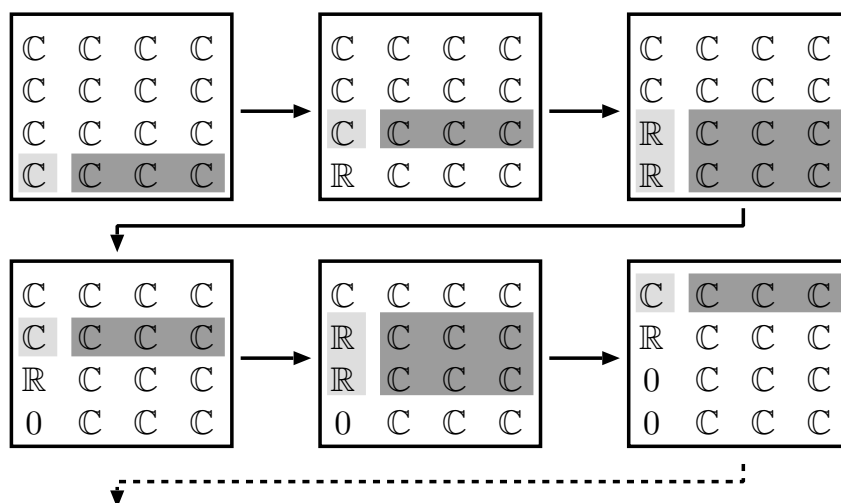 ℂ ℂ ℂ ℂ ℂ ℂ ℂ ℂ ℂ ℂ ℂ ℂ
ℂ ℂ ℂ ℂ ℂ ℂ ℂ ℂ ℂ ℂ ℂ ℂ
ℂ ℂ ℂ ℂ ℂ ℂ ℂ ℂ ℝ ℂ ℂ ℂ
ℂ ℂ ℂ ℂ ℝ ℂ ℂ ℂ ℝ ℂ ℂ ℂ
ℂ ℂ ℂ ℂ ℂ ℂ ℂ ℂ ℂ ℂ ℂ ℂ
ℂ ℂ ℂ ℂ ℝ ℂ ℂ ℂ ℝ ℂ ℂ ℂ
ℝ ℂ ℂ ℂ ℝ ℂ ℂ ℂ 0 ℂ ℂ ℂ
0 ℂ ℂ ℂ 0 ℂ ℂ ℂ 0 ℂ ℂ ℂ